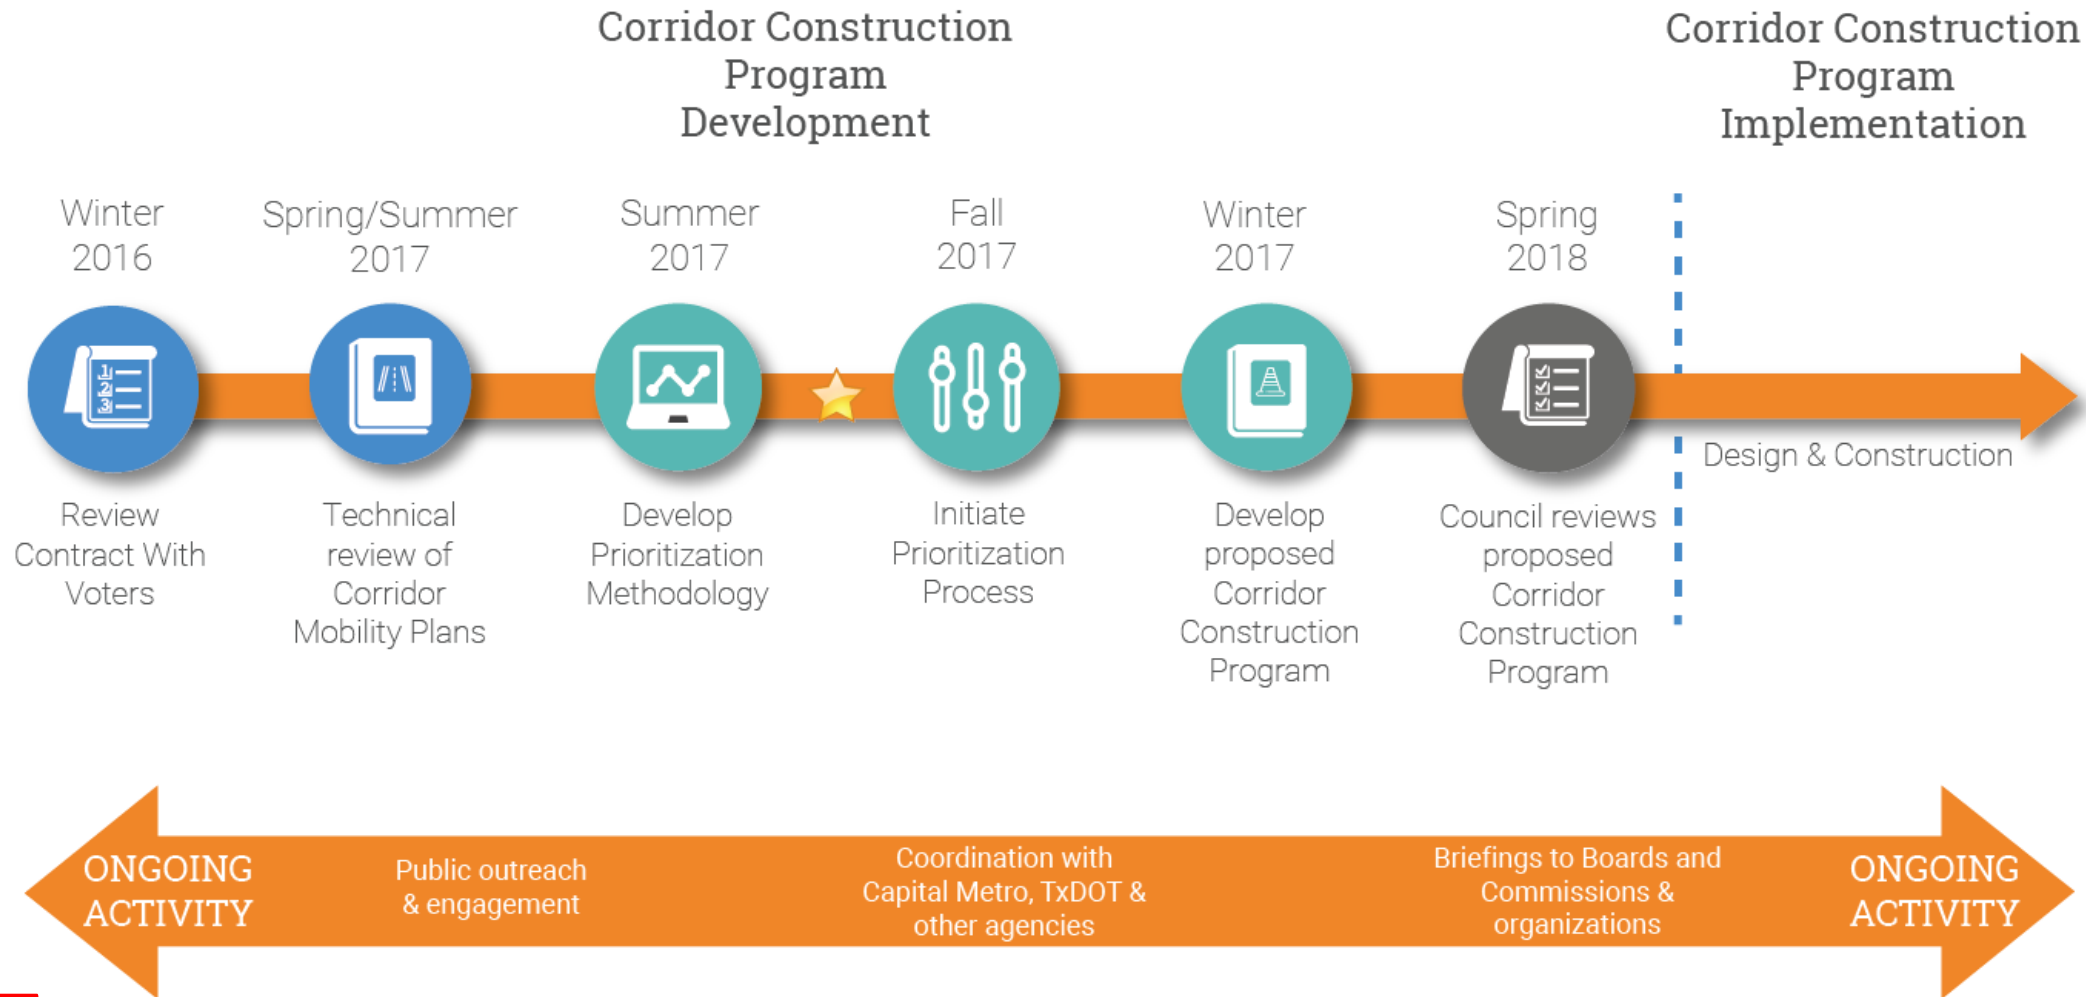 Corridor Construction
Program
Development
Corridor Construction
Program
Implementation
Winter
2016
Spring/Summer
2017
Summer
2017
Fall
2017
Winter
2017
Spring
2018
1
2
3
Review
Contract With
Voters
Technical
review of
Corridor
Mobility Plans
Develop
Prioritization
Methodology
Initiate
Prioritization
Process
Develop
proposed
Corridor
Construction
Program
Council reviews
proposed
Corridor
Construction
Program
Design & Construction
ONGOING
ACTIVITY
Public outreach
& engagement
Coordination with
Capital Metro, TxDOT &
other agencies
Briefings to Boards and
Commissions &
organizations
ONGOING
ACTIVITY